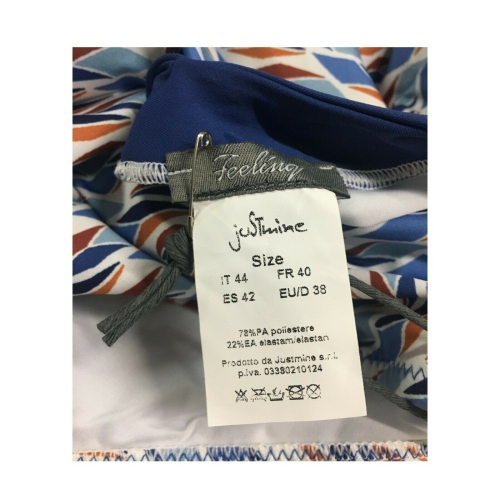 Feeling
juSTmine
Size
IT 44 FR 40
ES 42 EU/D 38
78%PA poliestere
22%EA elastam/elastan
Prodotto da Justmine s.r.l.
p.iva. 03380210124